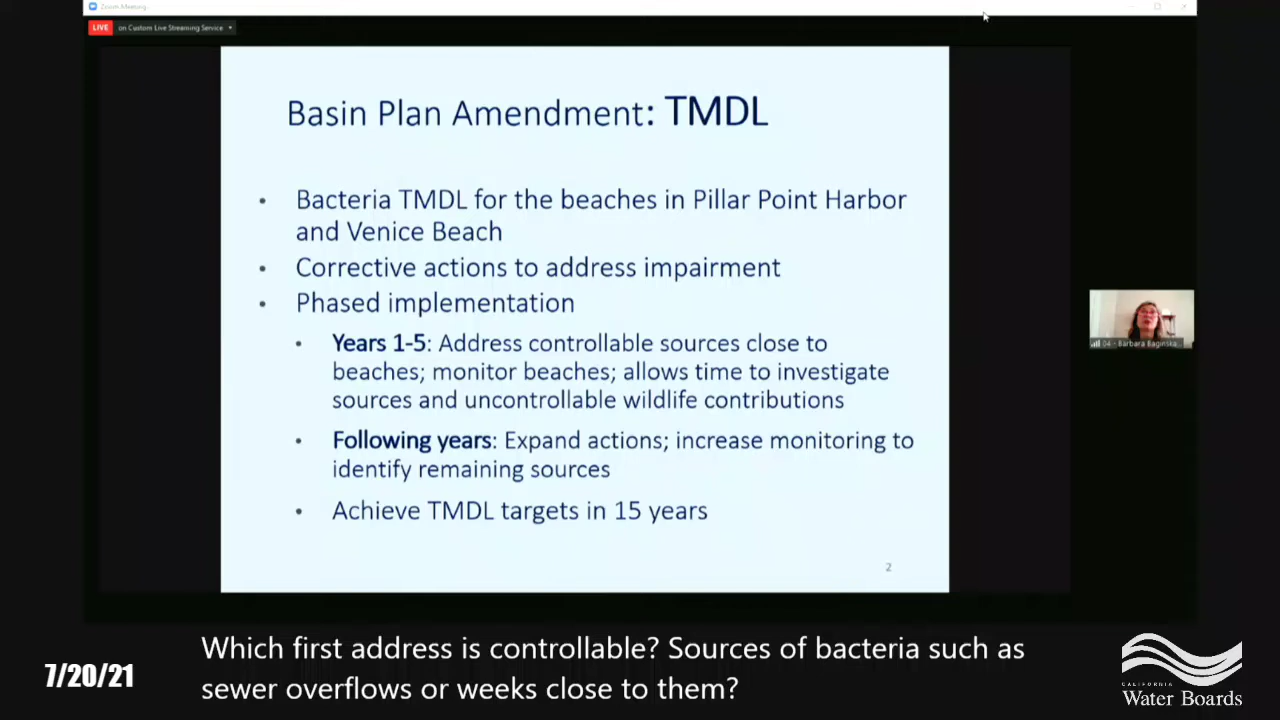 Zoom Meeting
LIVE on Custom Live Streaming Service
Basin Plan Amendment: TMDL
• Bacteria TMDL for the beaches in Pillar Point Harbor
and Venice Beach
• Corrective actions to address impairment
• Phased implementation
• Years 1-5: Address controllable sources close to
beaches; monitor beaches; allows time to investigate
sources and uncontrollable wildlife contributions
• Following years: Expand actions; increase monitoring to
identify remaining sources
• Achieve TMDL targets in 15 years
2
04 - Barbara Baginska
Which first address is controllable? Sources of bacteria such as
sewer overflows or weeks close to them?
7/20/21
CALIFORNIA
Water Boards